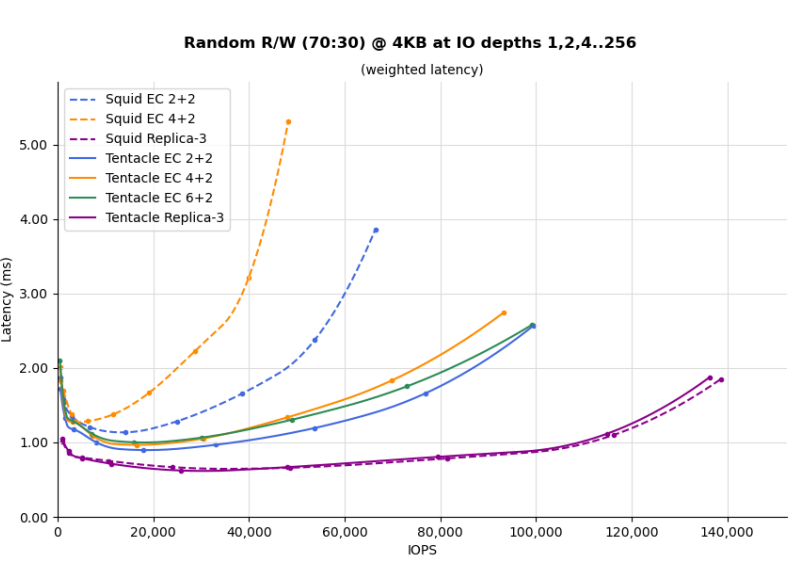 Random R/W (70:30) @ 4KB at IO depths 1,2,4..256
(weighted latency)
Squid EC 2+2
Squid EC 4+2
Squid Replica-3
Tentacle EC 2+2
Tentacle EC 4+2
Tentacle EC 6+2
Tentacle Replica-3
Latency (ms)
5.00
4.00
3.00
2.00
1.00
0.00
0 20,000 40,000 60,000 80,000 100,000 120,000 140,000
IOPS